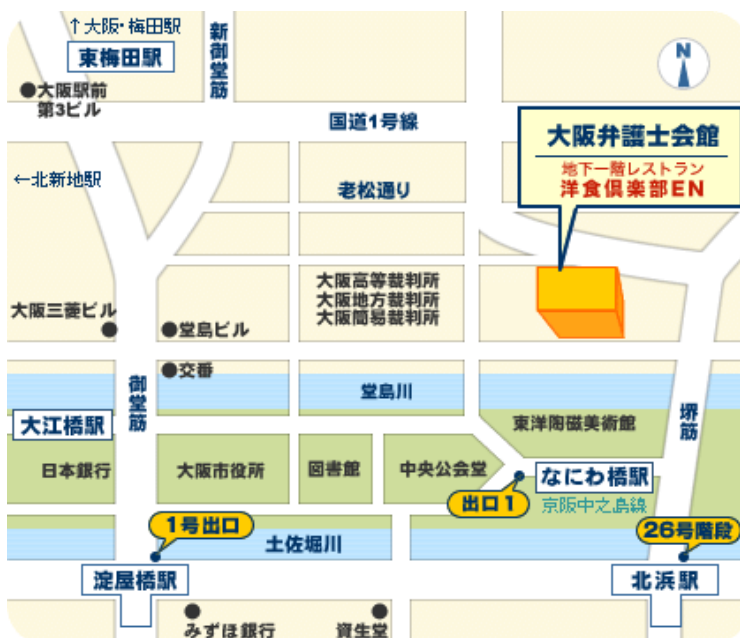 ↑大阪・梅田駅
東梅田駅
新御堂筋
N
●大阪駅前
第3ビル
国道1号線
大阪弁護士会館
地下一階レストラン
洋食倶楽部EN
←北新地駅
老松通り
大阪高等裁判所
大阪地方裁判所
大阪簡易裁判所
大阪三菱ビル
●堂島ビル
●交番
御堂筋
堂島川
堺筋
大江橋駅
東洋陶磁美術館
日本銀行
大阪市役所
図書館
中央公会堂
なにわ橋駅
出口1
京阪中之島線
1号出口
土佐堀川
26号階段
淀屋橋駅
北浜駅
みずほ銀行
資生堂